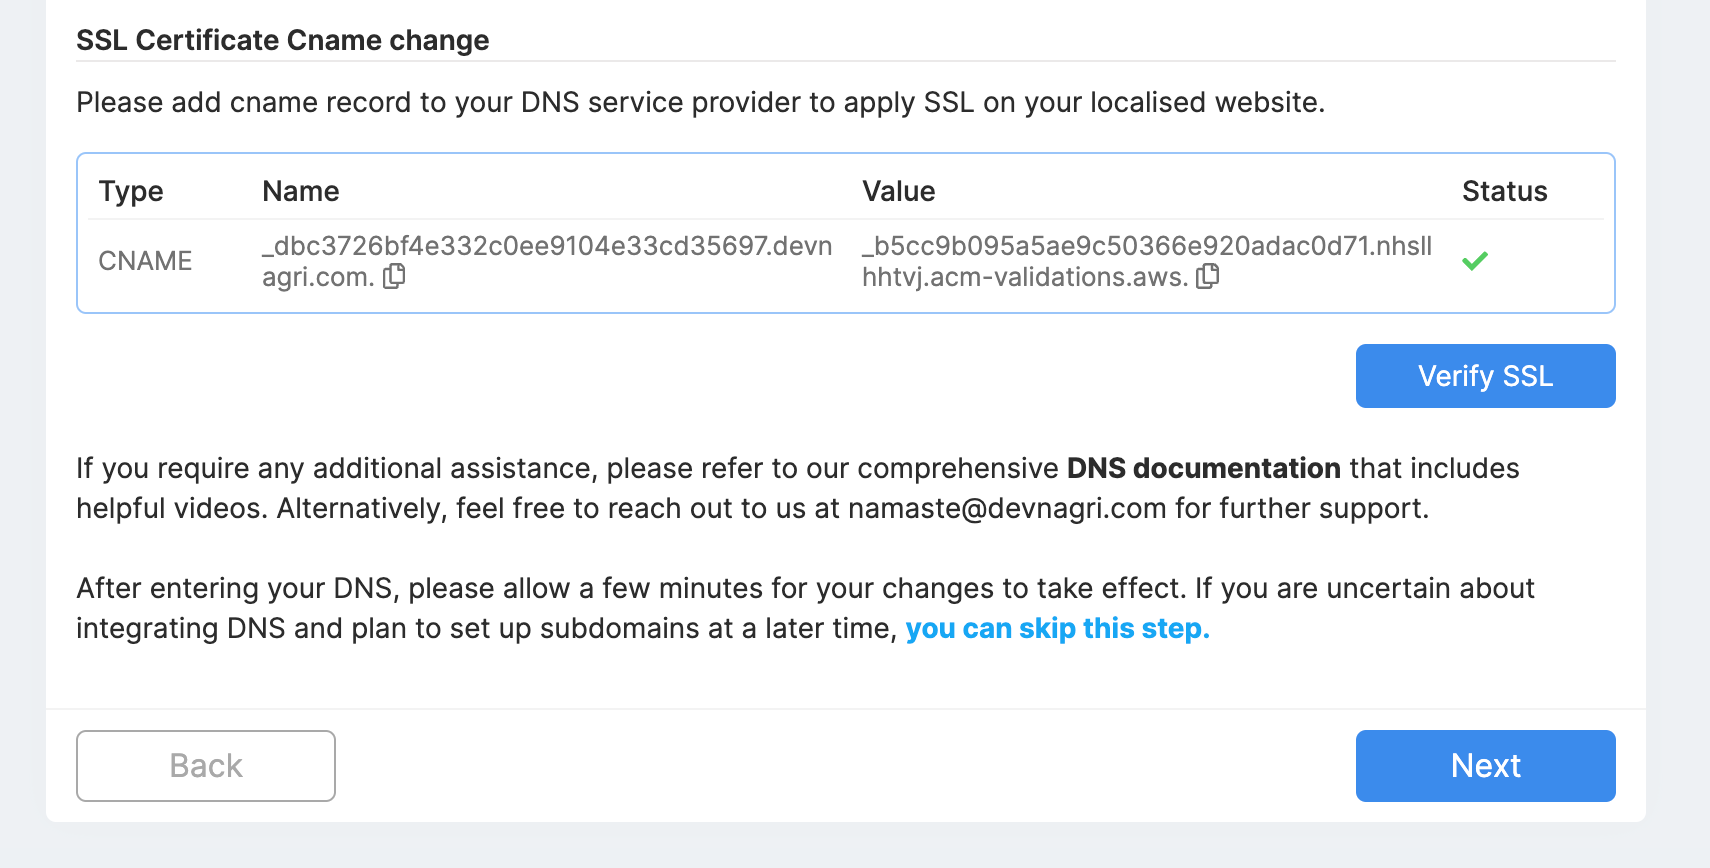 SSL Certificate Cname change
Please add cname record to your DNS service provider to apply SSL on your localised website.
Type Name Value Status
CNAME _dbc3726bf4e332c0ee9104e33cd35697.devn _b5cc9b095a5ae9c50366e920adac0d71.nhsll
agri.com. hhtvj.acm-validations.aws.
Verify SSL
If you require any additional assistance, please refer to our comprehensive DNS documentation that includes
helpful videos. Alternatively, feel free to reach out to us at namaste@devnagri.com for further support.
After entering your DNS, please allow a few minutes for your changes to take effect. If you are uncertain about
integrating DNS and plan to set up subdomains at a later time, you can skip this step.
Back Next